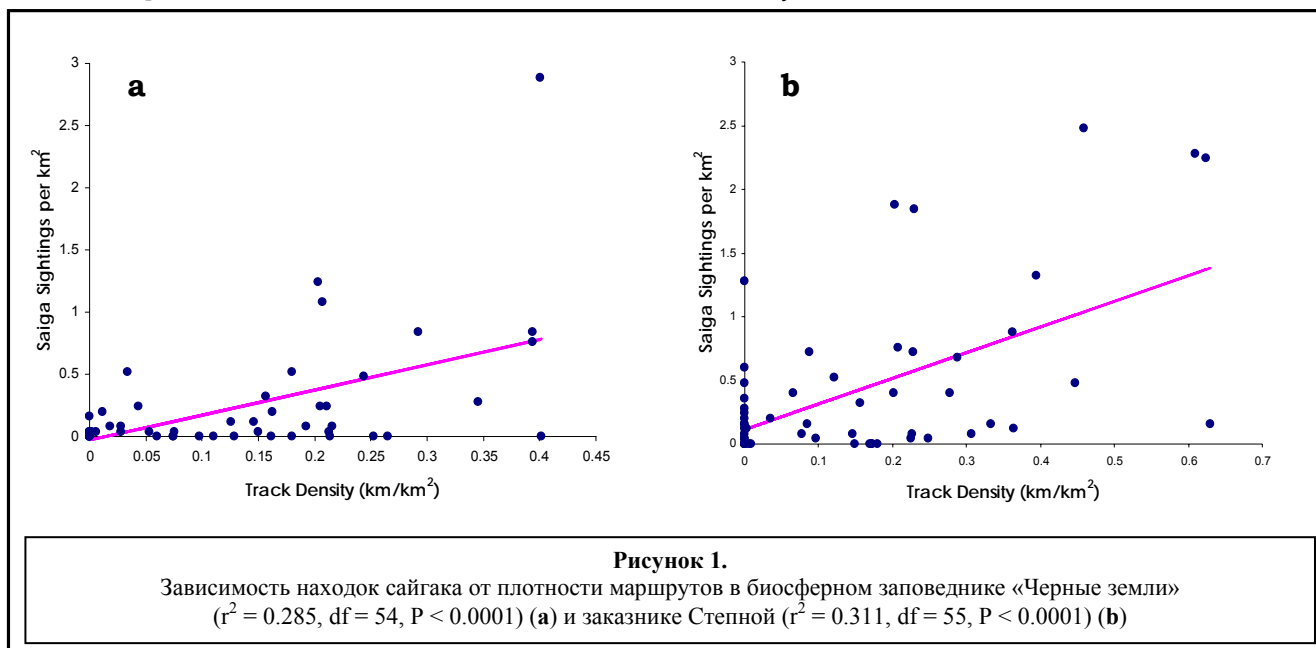 a
3
2.5
2
1.5
1
0.5
0
Saiga Sightings per km²
0 0.05 0.1 0.15 0.2 0.25 0.3 0.35 0.4 0.45
Track Density (km/km²)
b
3
2.5
2
1.5
1
0.5
0
Saiga Sightings per km²
0 0.1 0.2 0.3 0.4 0.5 0.6 0.7
Track Density (km/km²)
Рисунок 1.
Зависимость находок сайгака от плотности маршрутов в биосферном заповеднике «Черные земли»
(r² = 0.285, df = 54, P < 0.0001) (a) и заказнике Степной (r² = 0.311, df = 55, P < 0.0001) (b)